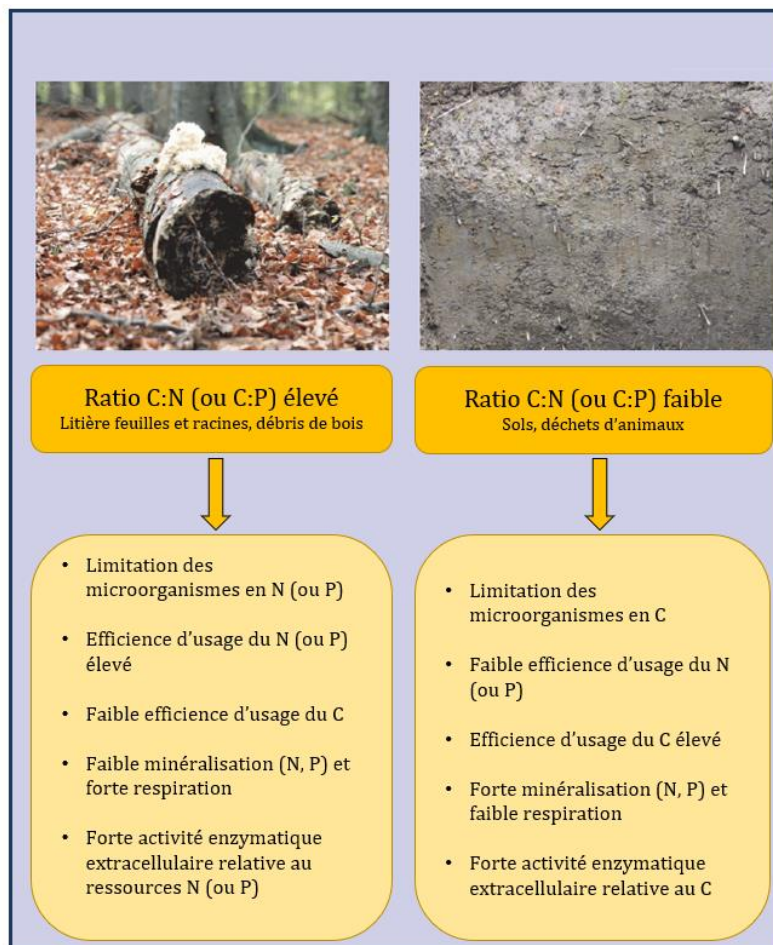 Ratio C:N (ou C:P) élevé
Litière feuilles et racines, débris de bois
• Limitation des
microorganismes en N (ou P)
• Efficience d'usage du N (ou P)
élevé
• Faible efficience d'usage du C
• Faible minéralisation (N, P) et
forte respiration
• Forte activité enzymatique
extracellulaire relative au
ressources N (ou P)
Ratio C:N (ou C:P) faible
Sols, déchets d'animaux
• Limitation des
microorganismes en C
• Faible efficience d'usage du N
(ou P)
• Efficience d'usage du C élevé
• Forte minéralisation (N, P) et
faible respiration
• Forte activité enzymatique
extracellulaire relative au C